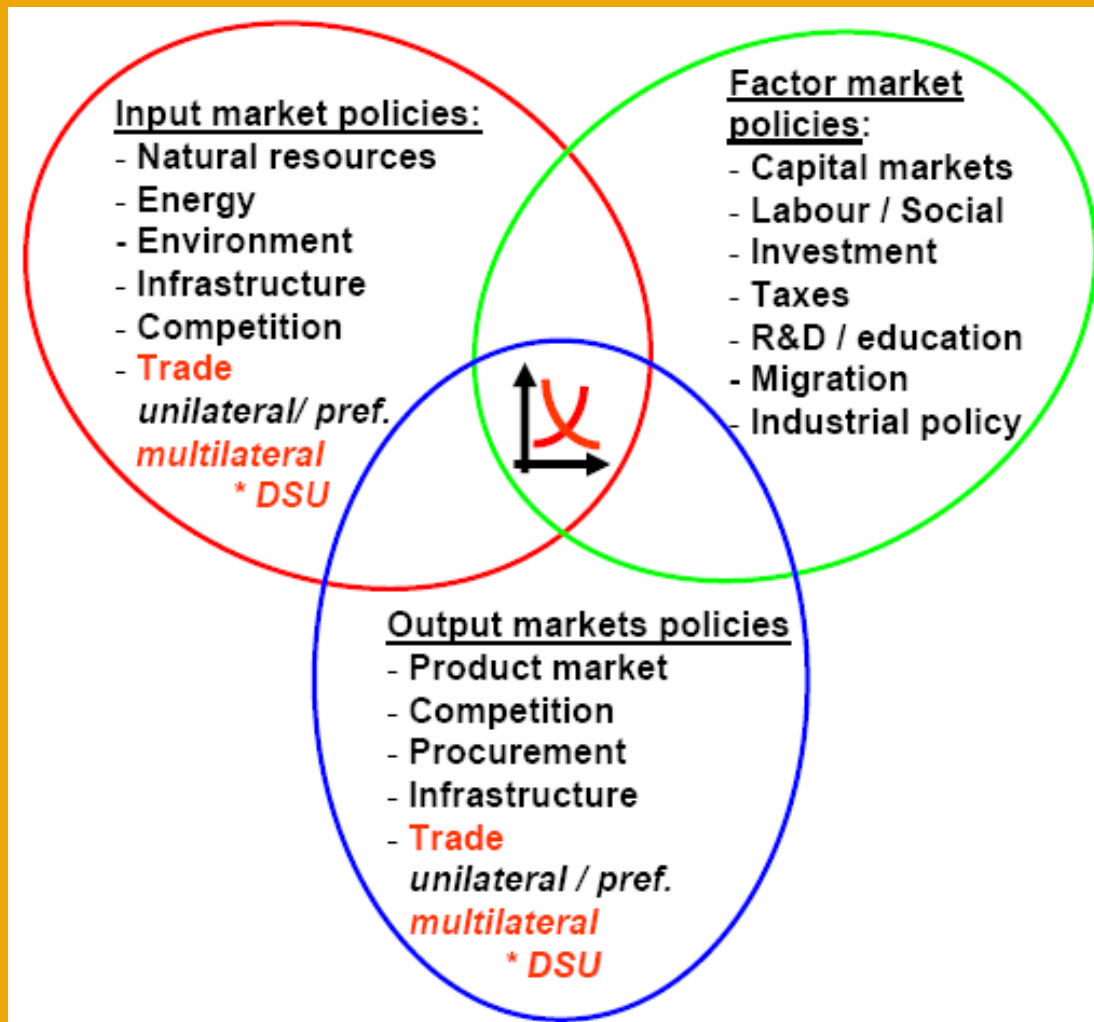 Input market policies:
- Natural resources
- Energy
- Environment
- Infrastructure
- Competition
- Trade
unilateral/ pref.
multilateral
* DSU
Factor market
policies:
- Capital markets
- Labour / Social
- Investment
- Taxes
- R&D / education
- Migration
- Industrial policy
Output markets policies
- Product market
- Competition
- Procurement
- Infrastructure
- Trade
unilateral / pref.
multilateral
* DSU